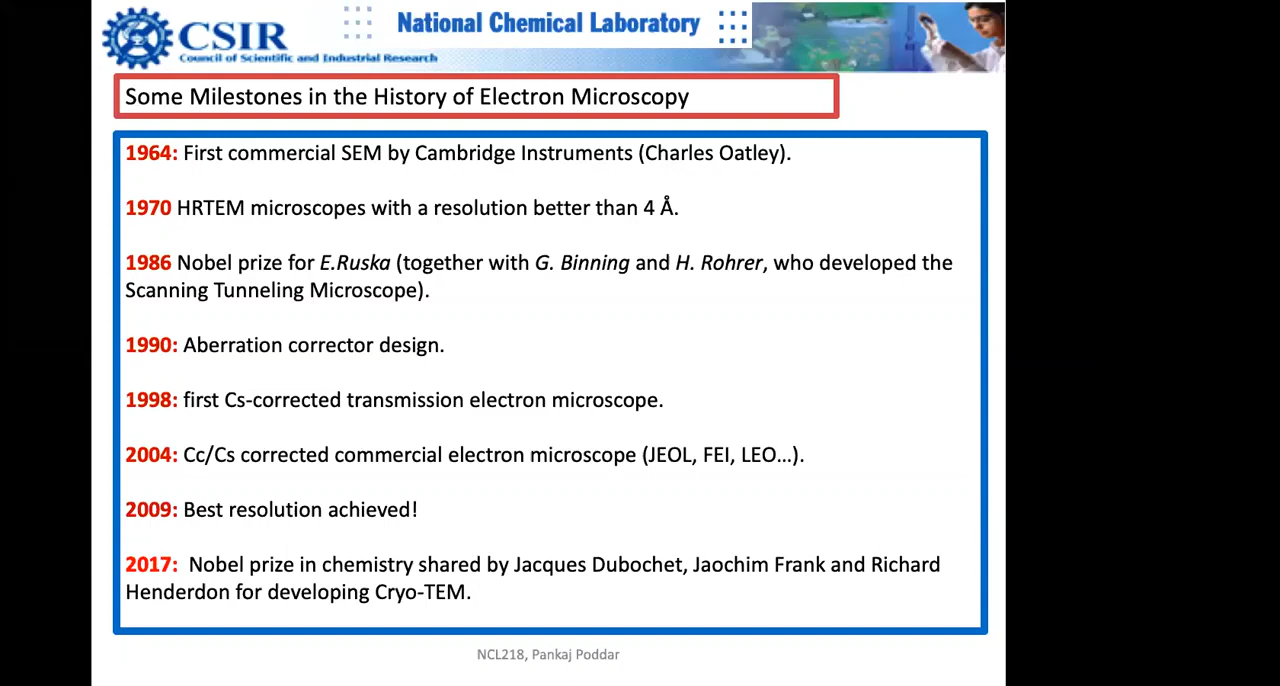 CSIR
Council of Scientific and Industrial Research
National Chemical Laboratory
Some Milestones in the History of Electron Microscopy
1964: First commercial SEM by Cambridge Instruments (Charles Oatley).
1970 HRTEM microscopes with a resolution better than 4 Å.
1986 Nobel prize for E.Ruska (together with G. Binning and H. Rohrer, who developed the
Scanning Tunneling Microscope).
1990: Aberration corrector design.
1998: first Cs-corrected transmission electron microscope.
2004: Cc/Cs corrected commercial electron microscope (JEOL, FEI, LEO...).
2009: Best resolution achieved!
2017: Nobel prize in chemistry shared by Jacques Dubochet, Jaochim Frank and Richard
Henderdon for developing Cryo-TEM.
NCL218, Pankaj Poddar